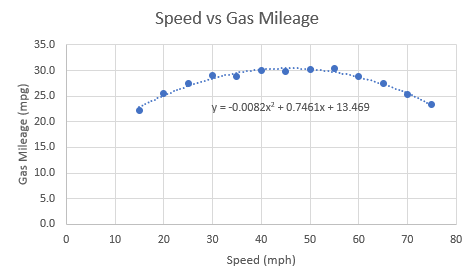 Speed vs Gas Mileage
35.0
30.0
25.0
20.0
15.0
10.0
5.0
0.0
Gas Mileage (mpg)
y = -0.0082x² + 0.7461x + 13.469
0 10 20 30 40 50 60 70 80
Speed (mph)